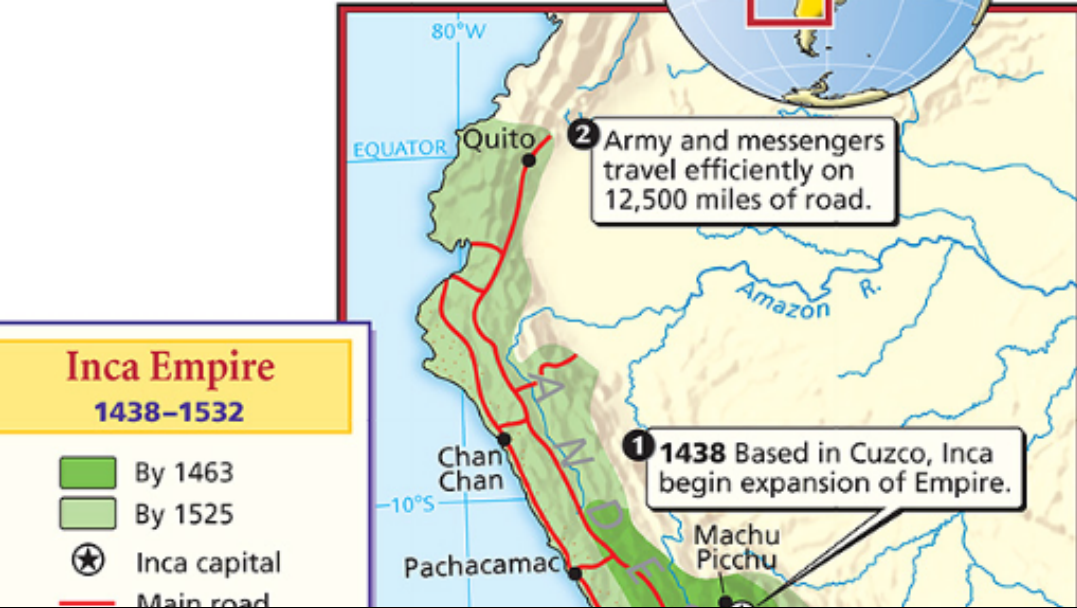 80°W
Quito
EQUATOR
2 Army and messengers
travel efficiently on
12,500 miles of road.
Amazon R.
Inca Empire
1438–1532
By 1463
By 1525
Inca capital
Main road
A
N
D
E
Chan
Chan
1 1438 Based in Cuzco, Inca
begin expansion of Empire.
10°S
Machu
Picchu
Pachacamac